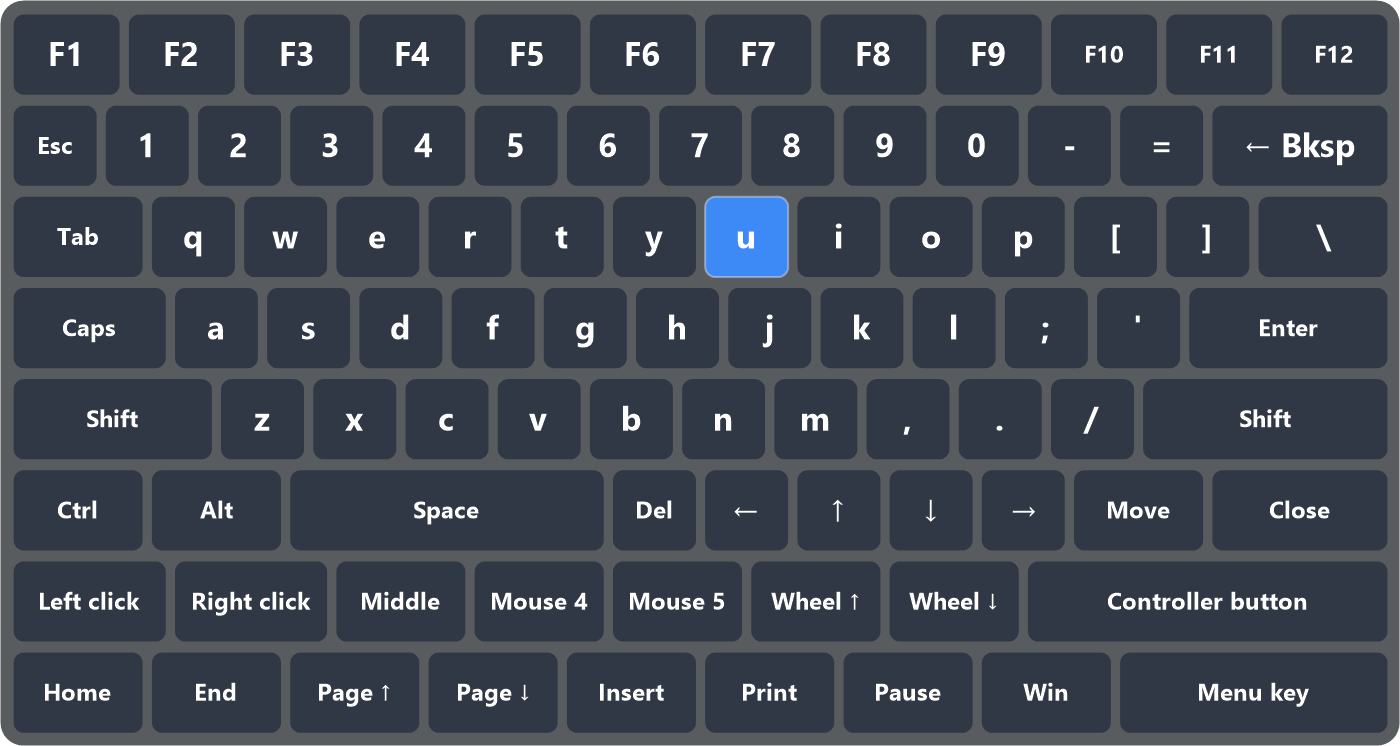 F1 F2 F3 F4 F5 F6 F7 F8 F9 F10 F11 F12
Esc 1 2 3 4 5 6 7 8 9 0 - = ← Bksp
Tab q w e r t y u i o p [ ] \
Caps a s d f g h j k l ; ' Enter
Shift z x c v b n m , . / Shift
Ctrl Alt Space Del ← ↑ ↓ → Move Close
Left click Right click Middle Mouse 4 Mouse 5 Wheel ↑ Wheel ↓ Controller button
Home End Page ↑ Page ↓ Insert Print Pause Win Menu key